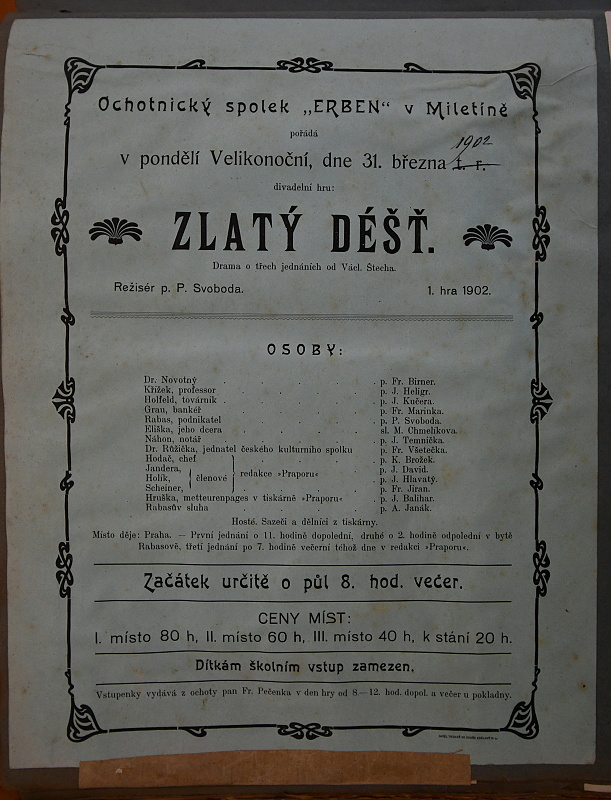 Ochotnický spolek „ERBEN“ v Miletíně
pořádá
1902
v pondělí Velikonoční, dne 31. března t. r.
divadelní hru:
ZLATÝ DÉŠŤ.
Drama o třech jednáních od Václ. Štecha.
Režisér p. P. Svoboda. 1. hra 1902.
OSOBY:
Dr. Novotný . . . . . . p. Fr. Birner.
Křížek, professor . . . . . p. J. Heligr.
Holfeld, továrník . . . . . . p. J. Kučera.
Grau, bankéř . . . . . . p. Fr. Marinka.
Rabas, podnikatel . . . . . p. P. Svoboda.
Eliška, jeho dcera . . . . . sl. M. Chmelíkova.
Náhon, notář . . . . . . p. J. Temnička.
Dr. Růžička, jednatel českého kulturního spolku p. Fr. Všetečka.
Hodač, chef . . . . . p. K. Brožek.
Jandera, p. J. David.
členové redakce »Praporu«
Holík, p. J. Hlavatý.
Scheiner, p. Fr. Jiran.
Hruška, metteurenpages v tiskárně »Praporu« . p. J. Balihar.
Rabasův sluha . . . . . . p. A. Janák.
Hosté. Sazeči a dělníci z tiskárny.
Místo děje: Praha. — První jednání o 11. hodině dopolední, druhé o 2. hodině odpolední v bytě
Rabasově, třetí jednání po 7. hodině večerní téhož dne v redakci »Praporu«.
Začátek určitě o půl 8. hod. večer.
CENY MÍST:
I. místo 80 h, II. místo 60 h, III. místo 40 h, k stání 20 h.
Dítkám školním vstup zamezen.
Vstupenky vydává z ochoty pan Fr. Pečenka v den hry od 8—12. hod. dopol. a večer u pokladny.